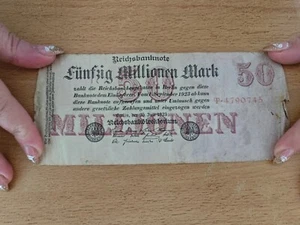 Reichsbanknote
50
Fünfzig Millionen Mark
50
zahlt die Reichsbankhauptkasse in Berlin gegen diese
Banknote dem Einlieferer. Vom 1. September 1923 ab kann
diese Banknote aufgerufen und unter Umtausch gegen
andere gesetzliche Zahlungsmittel eingezogen werden
MILLIONEN
Reichsbankdirektorium